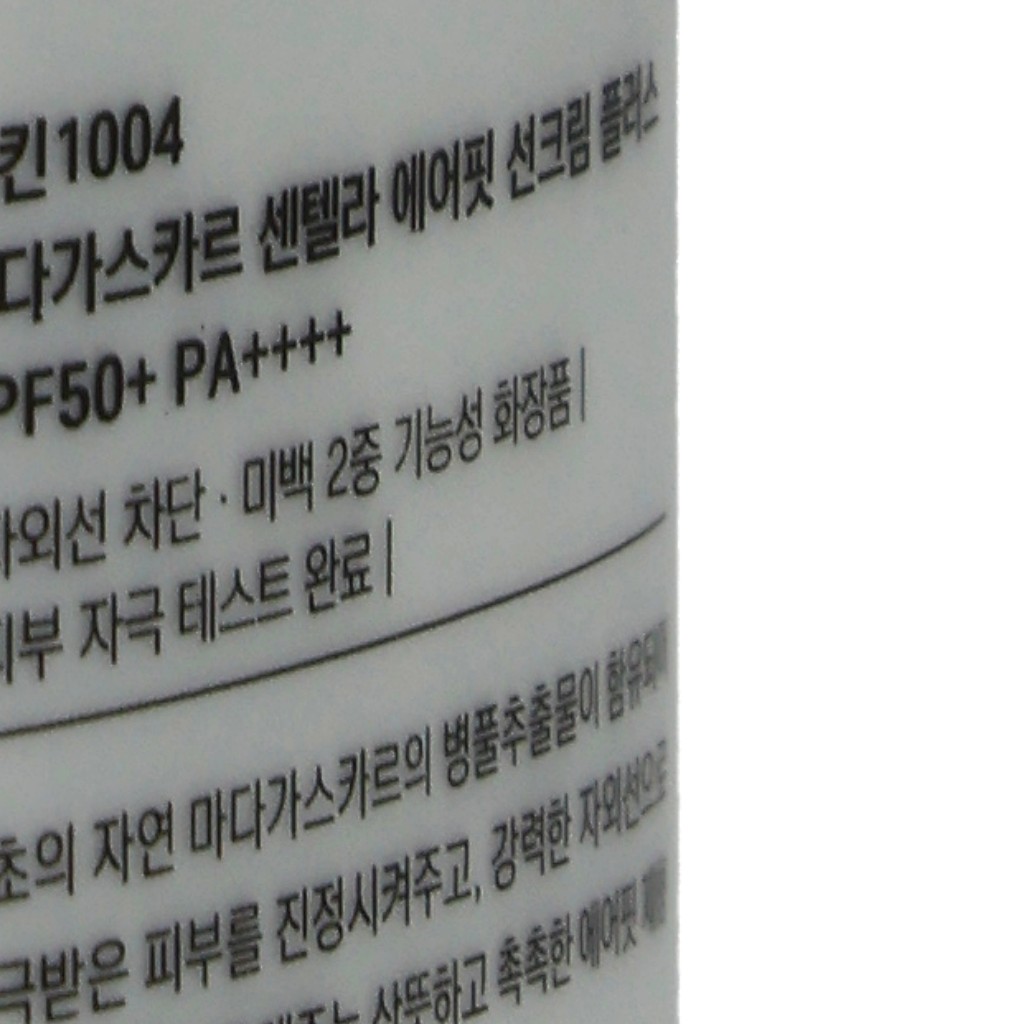 킨1004
다가스카르 센텔라 에어핏 선크림 플러스
PF50+ PA++++
외선 차단 · 미백 2중 기능성 화장품 |
피부 자극 테스트 완료 |
초의 자연 마다가스카르의 병풀추출물이 함유돼
극받은 피부를 진정시켜주고, 강력한 자외선으로
산뜻하고 촉촉한 에어핏